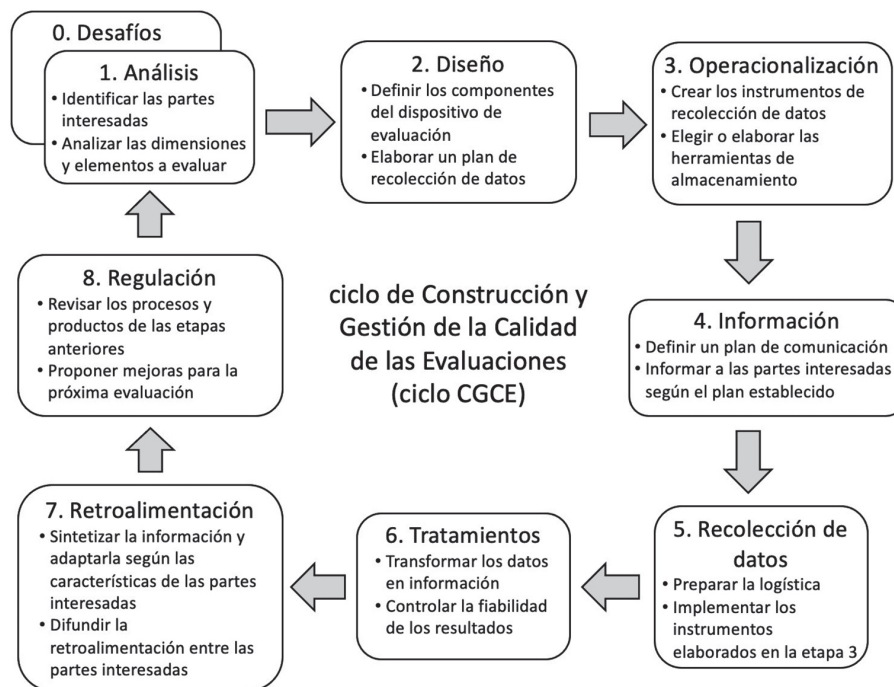 0. Desafíos
1. Análisis
• Identificar las partes
interesadas
• Analizar las dimensiones
y elementos a evaluar
2. Diseño
• Definir los componentes
del dispositivo de
evaluación
• Elaborar un plan de
recolección de datos
3. Operacionalización
• Crear los instrumentos de
recolección de datos
• Elegir o elaborar las
herramientas de
almacenamiento
4. Información
• Definir un plan de comunicación
• Informar a las partes interesadas
según el plan establecido
5. Recolección de
datos
• Preparar la logística
• Implementar los
instrumentos
elaborados en la etapa 3
6. Tratamientos
• Transformar los datos
en información
• Controlar la fiabilidad
de los resultados
7. Retroalimentación
• Sintetizar la información y
adaptarla según las
características de las partes
interesadas
• Difundir la
retroalimentación entre las
partes interesadas
8. Regulación
• Revisar los procesos y
productos de las etapas
anteriores
• Proponer mejoras para la
próxima evaluación
ciclo de Construcción y
Gestión de la Calidad
de las Evaluaciones
(ciclo CGCE)